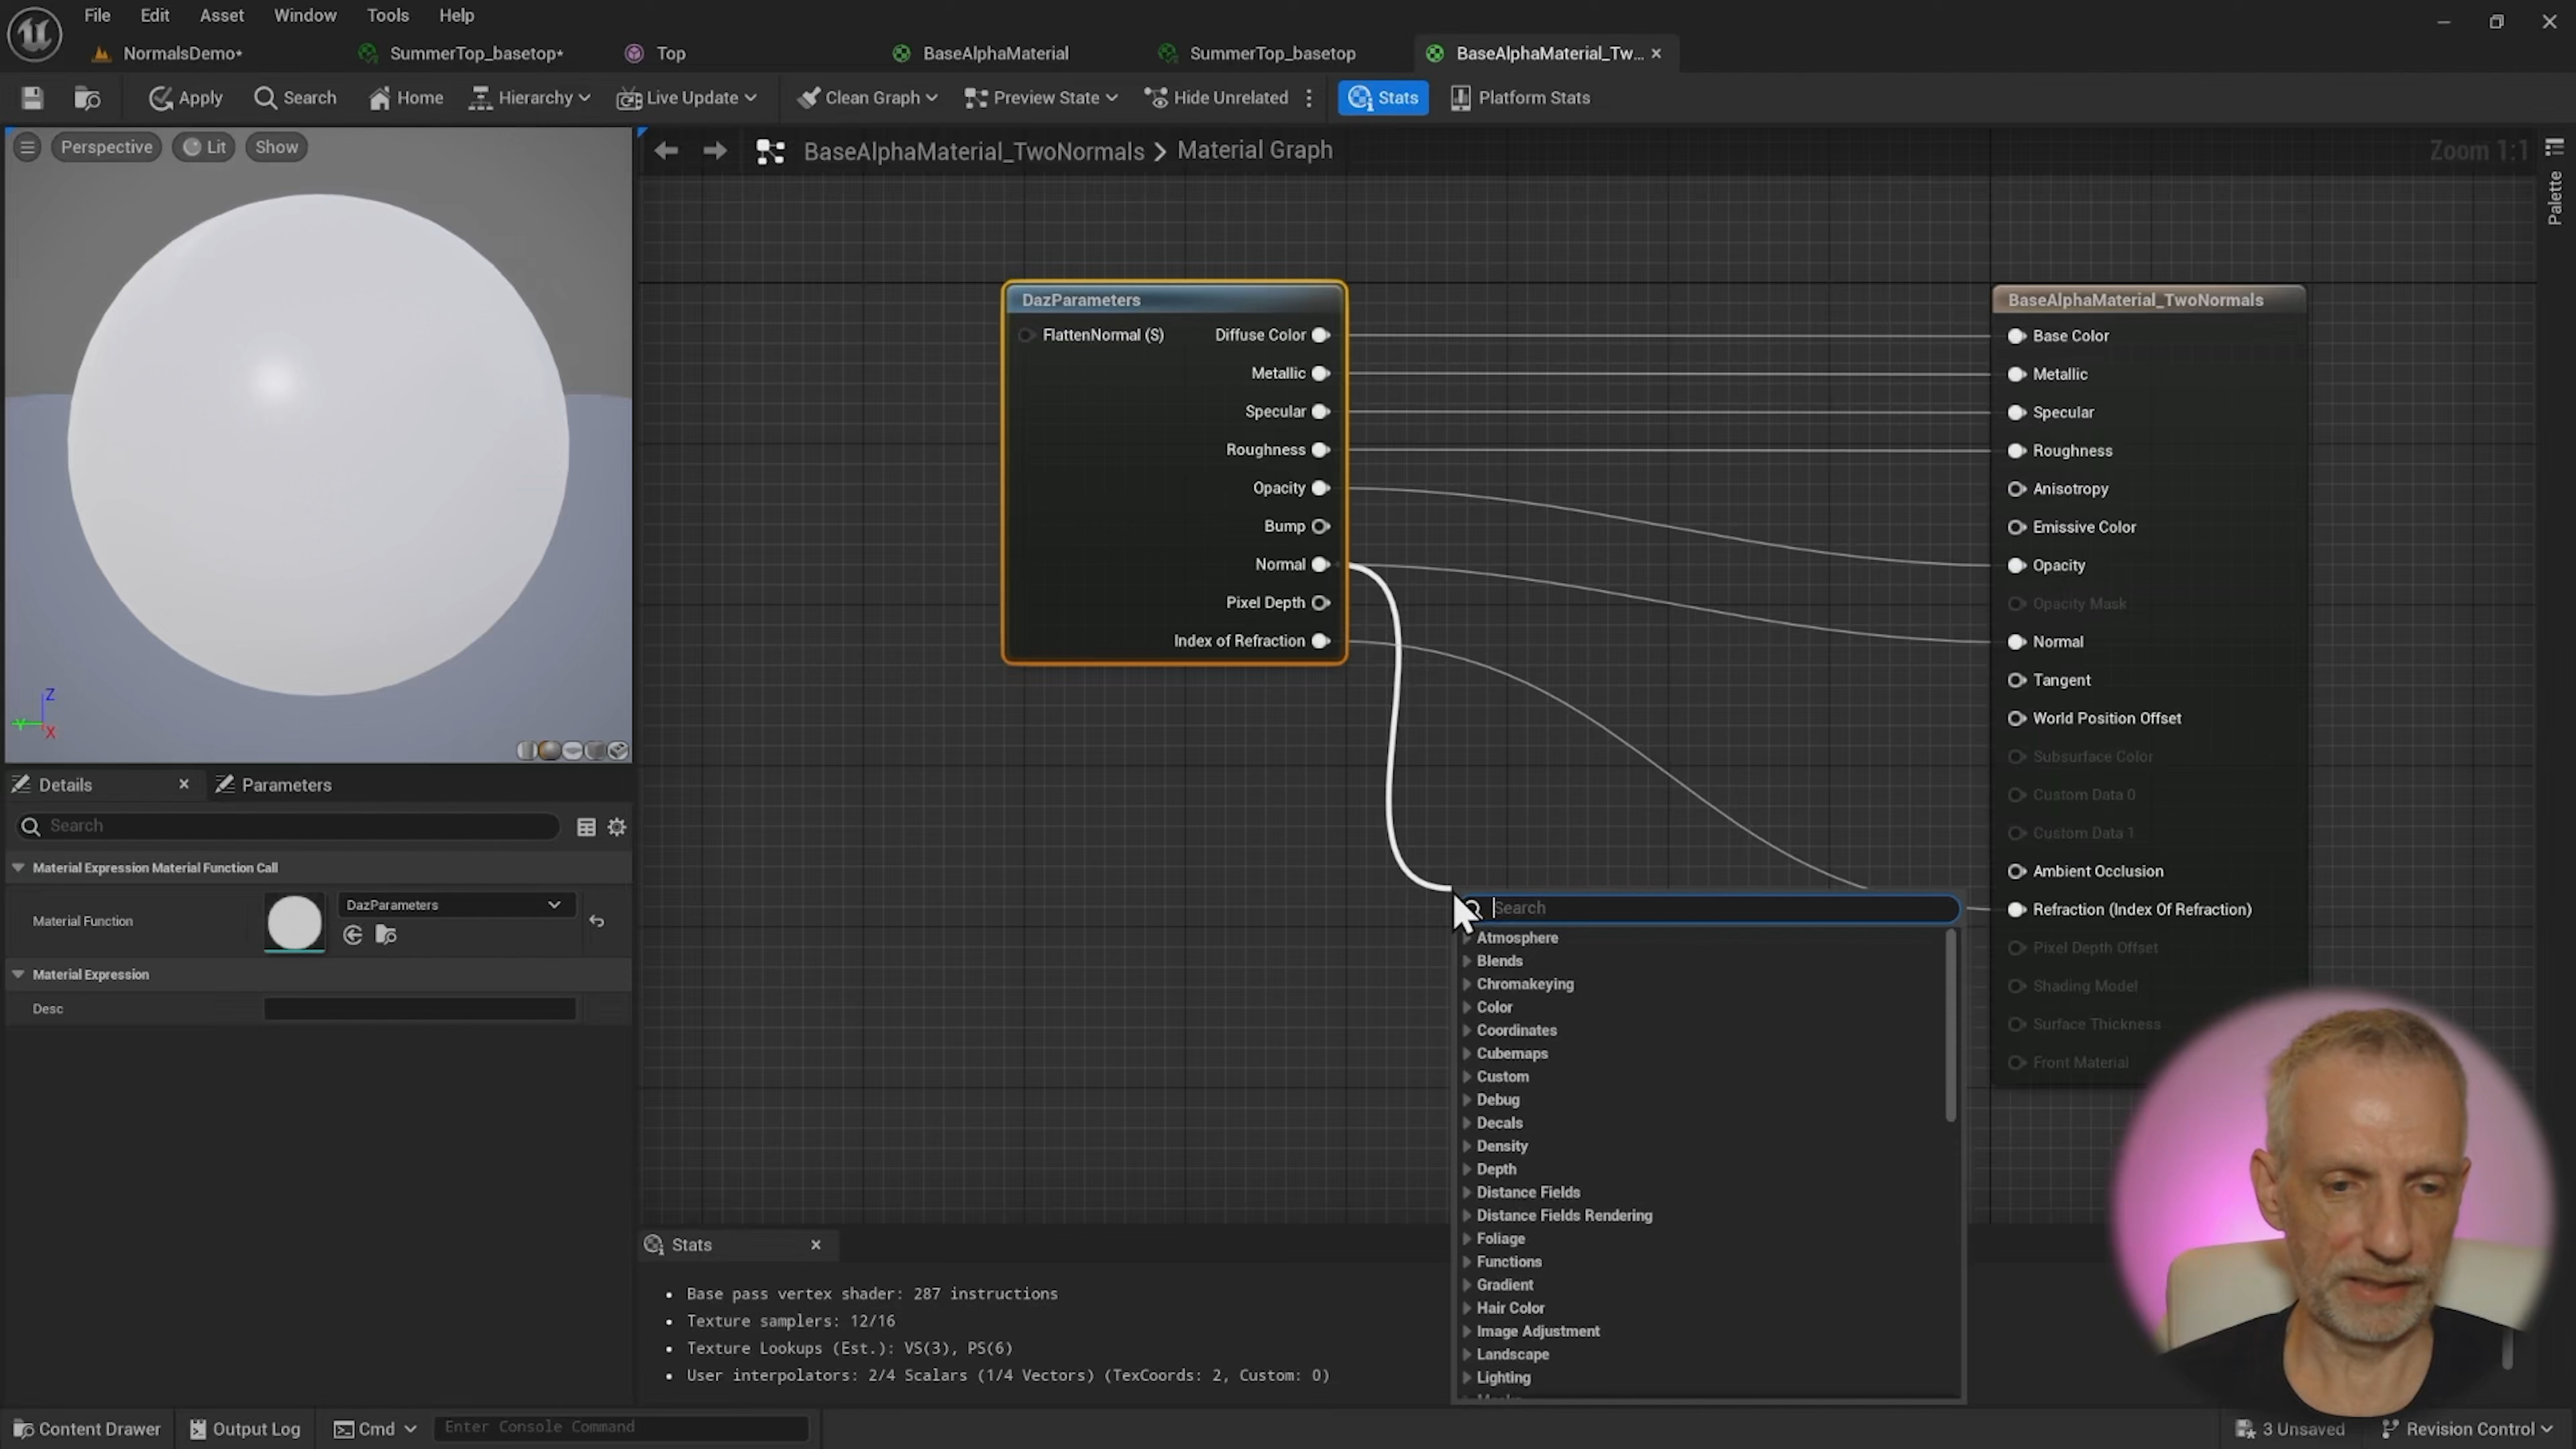 File Edit Asset Window Tools Help
NormalsDemo* SummerTop_basetop* Top BaseAlphaMaterial SummerTop_basetop BaseAlphaMaterial_Tw...
Apply Search Home Hierarchy Live Update Clean Graph Preview State Hide Unrelated Stats Platform Stats
Perspective Lit Show
BaseAlphaMaterial_TwoNormals > Material Graph
Zoom 1:1
Palette
DazParameters
FlattenNormal (S) Diffuse Color
Metallic
Specular
Roughness
Opacity
Bump
Normal
Pixel Depth
Index of Refraction
BaseAlphaMaterial_TwoNormals
Base Color
Metallic
Specular
Roughness
Anisotropy
Emissive Color
Opacity
Opacity Mask
Normal
Tangent
World Position Offset
Subsurface Color
Custom Data 0
Custom Data 1
Ambient Occlusion
Refraction (Index Of Refraction)
Pixel Depth Offset
Shading Model
Surface Thickness
Front Material
Z
Y
X
Details Parameters
Search
Material Expression Material Function Call
Material Function DazParameters
Material Expression
Desc
Search
Atmosphere
Blends
Chromakeying
Color
Coordinates
Cubemaps
Custom
Debug
Decals
Density
Depth
Distance Fields
Distance Fields Rendering
Foliage
Functions
Gradient
Hair Color
Image Adjustment
Landscape
Lighting
Stats
Base pass vertex shader: 287 instructions
Texture samplers: 12/16
Texture Lookups (Est.): VS(3), PS(6)
User interpolators: 2/4 Scalars (1/4 Vectors) (TexCoords: 2, Custom: 0)
Content Drawer Output Log Cmd Enter Console Command 3 Unsaved Revision Control